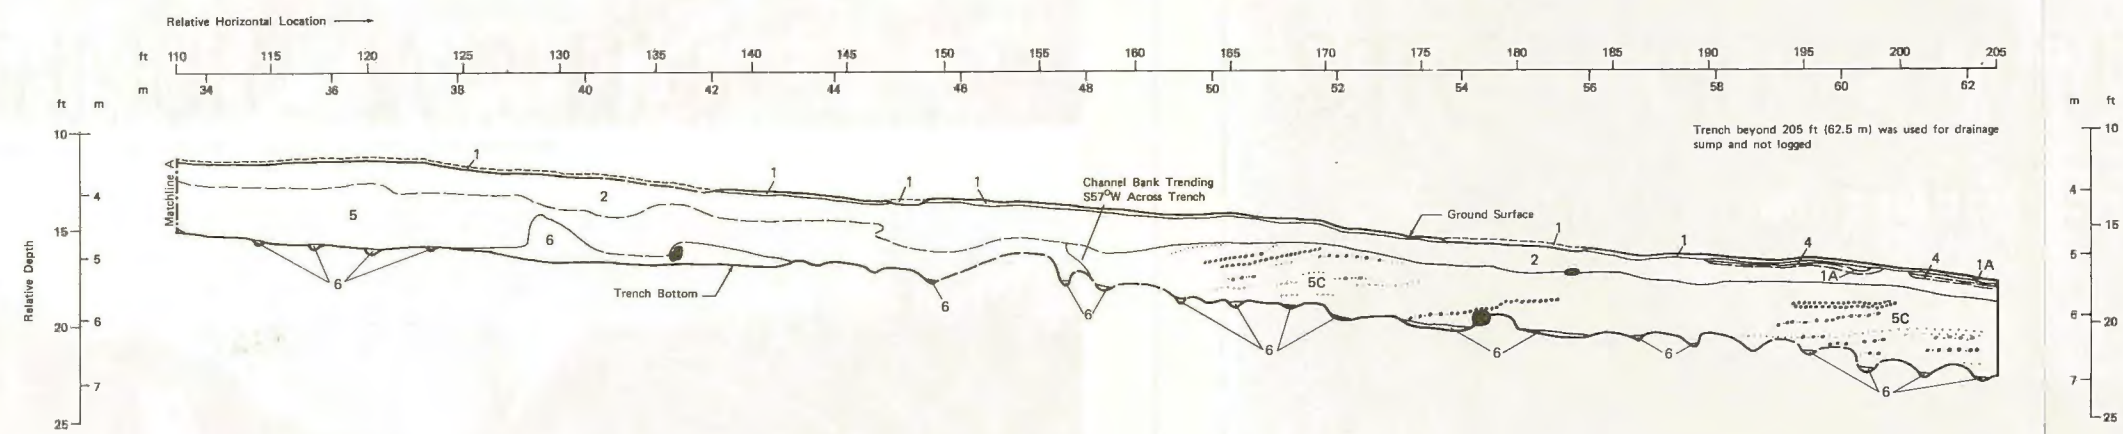 Relative Horizontal Location
ft 110 115 120 125 130 135 140 145 150 155 160 165 170 175 180 185 190 195 200 205
m 34 36 38 40 42 44 46 48 50 52 54 56 58 60 62
ft m
m ft
10
4
15
5
20
6
7
25
Relative Depth
10
4
15
5
6
20
7
25
Trench beyond 205 ft (62.5 m) was used for drainage
sump and not logged
Matchline A
1
2
1
1
1
Channel Bank Trending
S57°W Across Trench
Ground Surface
1
1
4
4
1A
1A
5
6
2
5C
5C
Trench Bottom
6
6
6
6
6
6
6